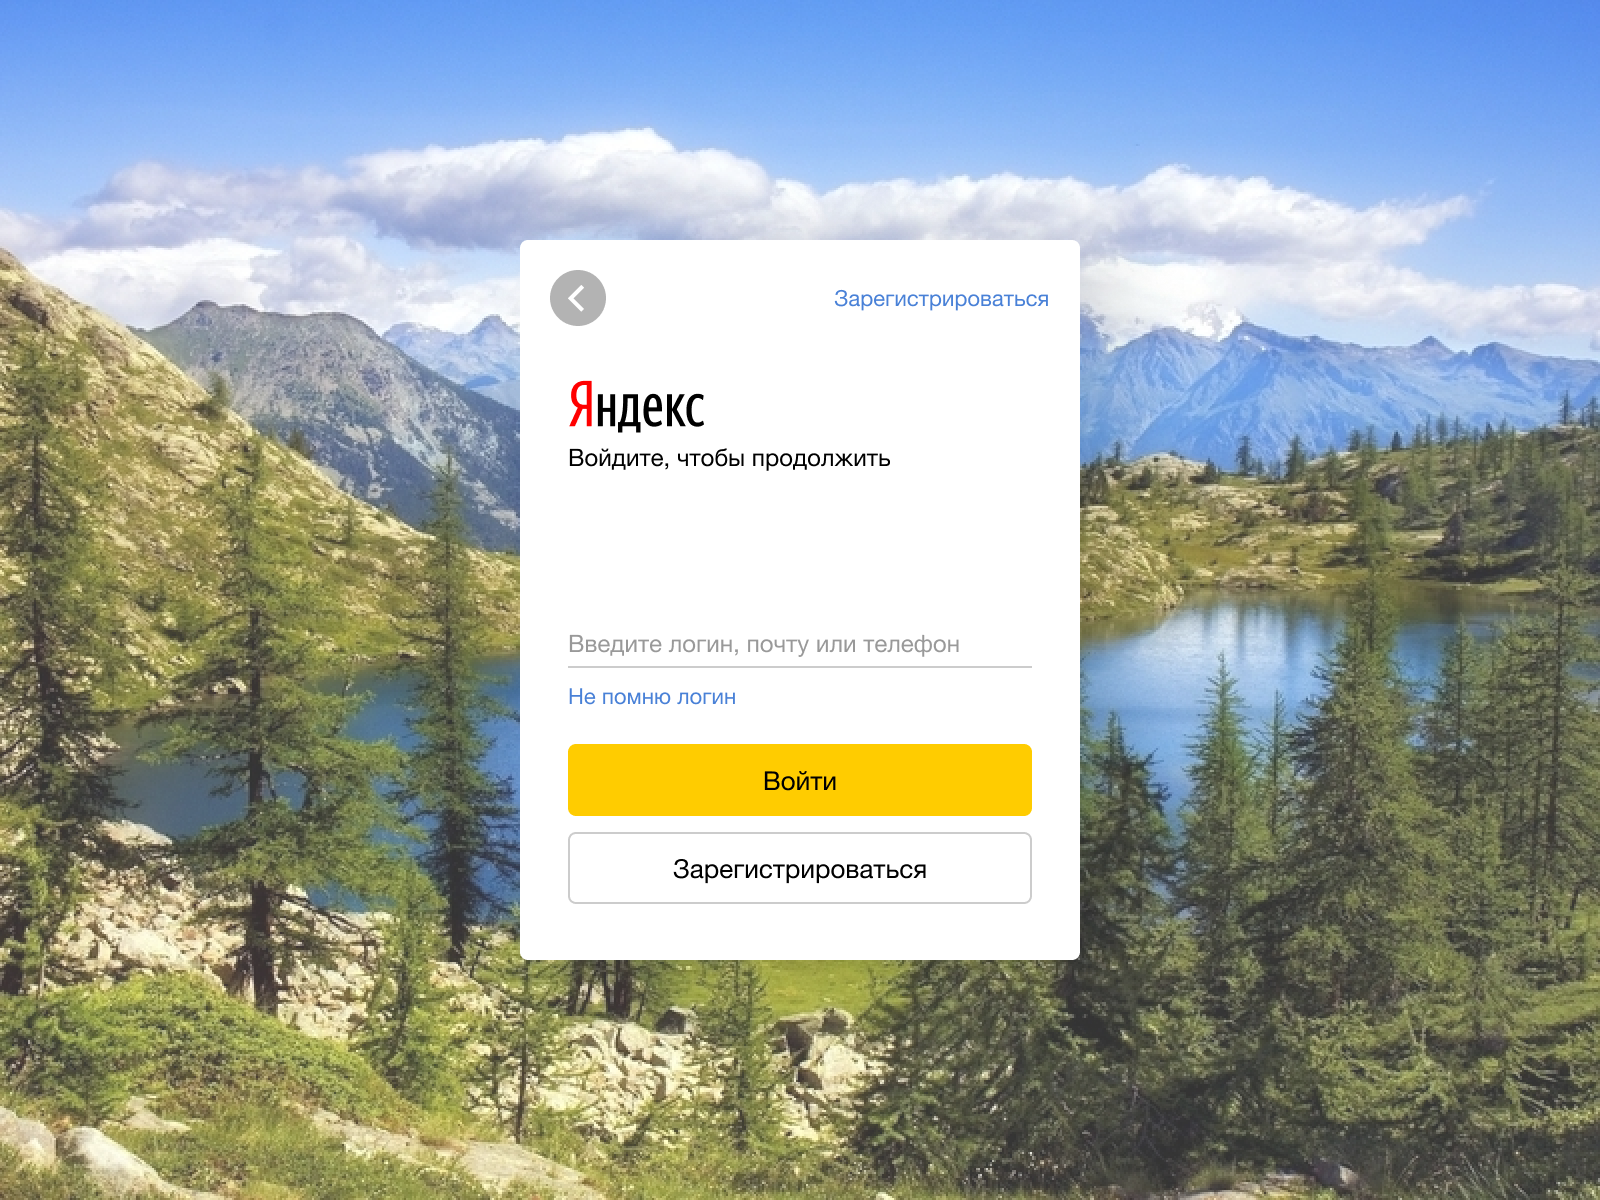 Зарегистрироваться
Яндекс
Войдите, чтобы продолжить
Введите логин, почту или телефон
Не помню логин
Войти
Зарегистрироваться